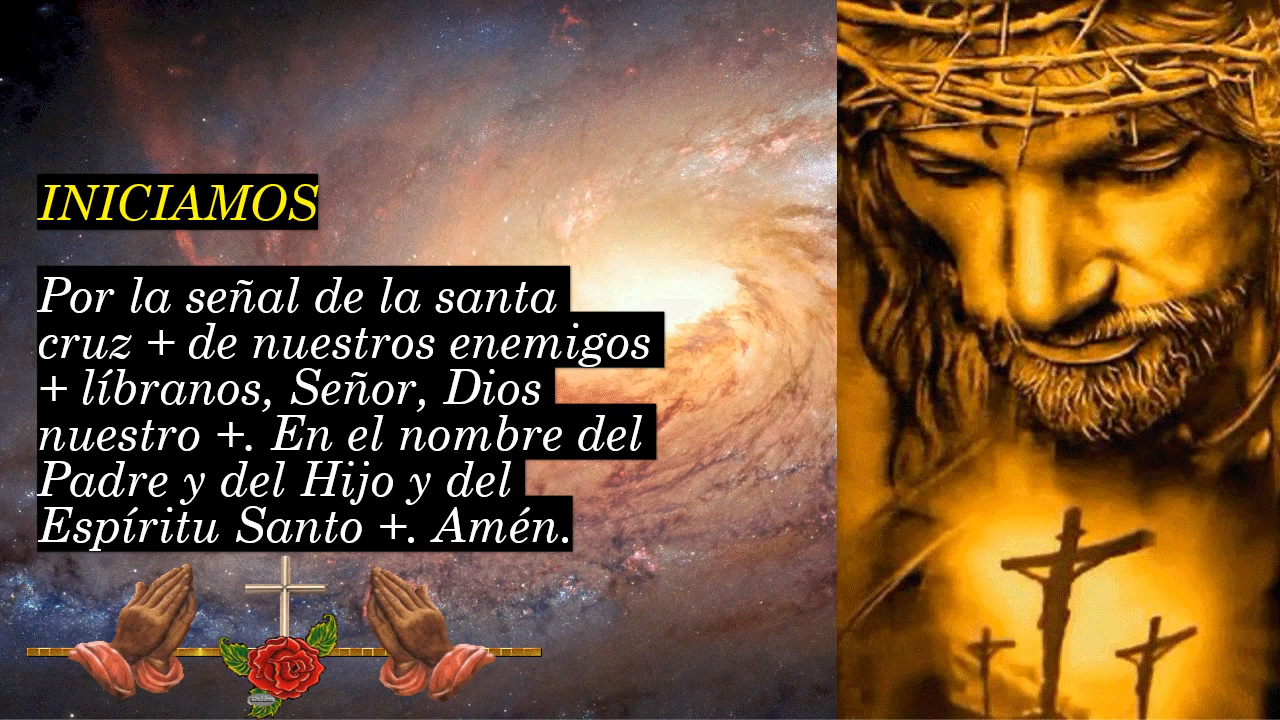 INICIAMOS
Por la señal de la santa
cruz + de nuestros enemigos
+ líbranos, Señor, Dios
nuestro +. En el nombre del
Padre y del Hijo y del
Espíritu Santo +. Amén.